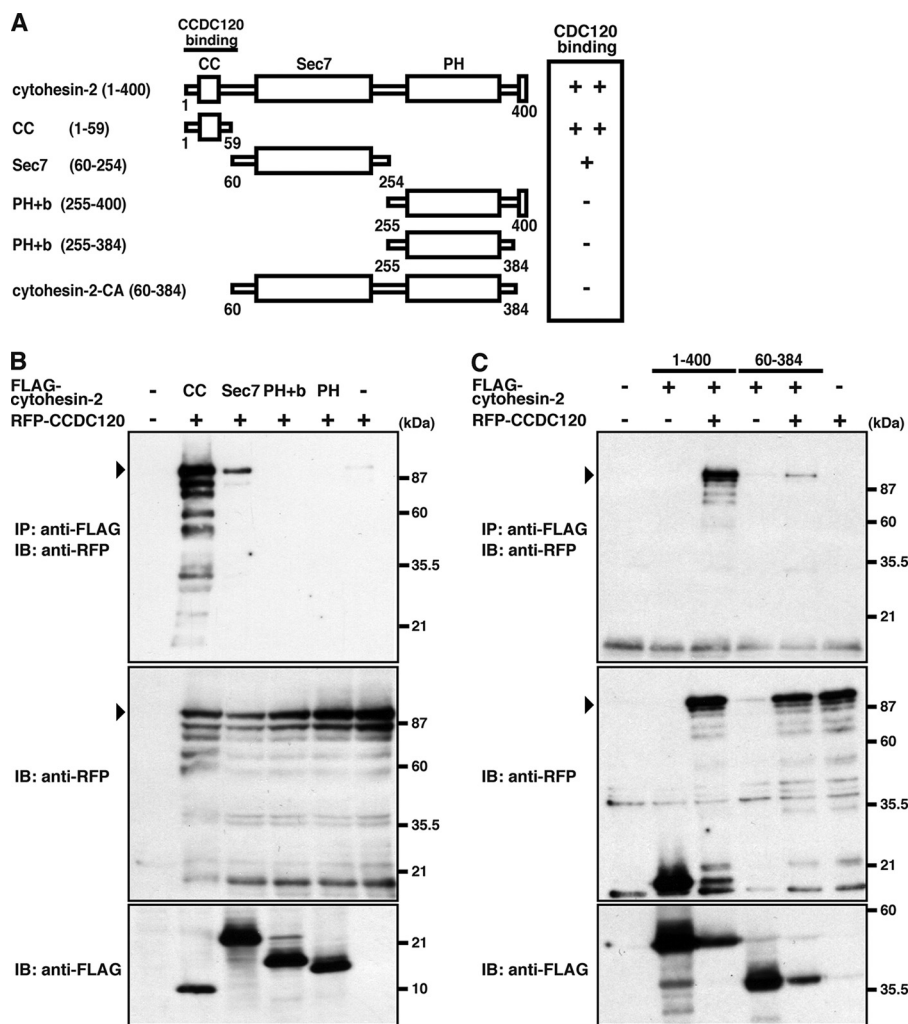 A
CCDC120
binding
CDC120
binding
CC Sec7 PH
cytohesin-2 (1-400) + +
1 400
CC (1-59) + +
1 59
Sec7 (60-254) +
60 254
PH+b (255-400) -
255 400
PH+b (255-384) -
255 384
cytohesin-2-CA (60-384) -
60 384
B
FLAG-
cytohesin-2
- CC Sec7 PH+b PH -
RFP-CCDC120 - + + + + + (kDa)
87
60
IP: anti-FLAG
IB: anti-RFP
35.5
21
87
60
IB: anti-RFP
35.5
21
21
IB: anti-FLAG
10
C
1-400 60-384
FLAG-
cytohesin-2
- + + + + -
RFP-CCDC120 - - + - + + (kDa)
87
60
IP: anti-FLAG
IB: anti-RFP
35.5
21
87
60
IB: anti-RFP
35.5
21
60
IB: anti-FLAG
35.5